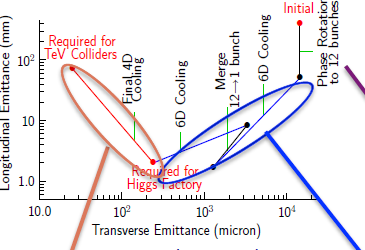 Longitudinal Emittance (mm)
10²
10
1.0
Required for
TeV Colliders
Final 4D
Cooling
6D Cooling
Merge
12→1 bunch
6D Cooling
Initial
Phase Rotation
to 12 bunches
Required for
Higgs Factory
10.0
10²
10³
10⁴
Transverse Emittance (micron)